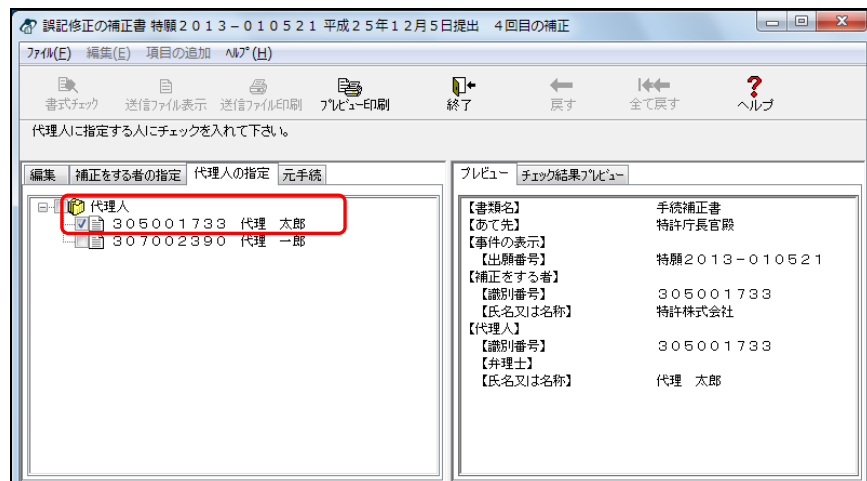 誤記修正の補正書 特願２０１３－０１０５２１ 平成２５年１２月５日提出　４回目の補正
ﾌｧｲﾙ(F) 編集(E) 項目の追加 ﾍﾙﾌﾟ(H)
書式ﾁｪｯｸ 送信ﾌｧｲﾙ表示 送信ﾌｧｲﾙ印刷 ﾌﾟﾚﾋﾞｭｰ印刷 終了 戻す 全て戻す ヘルプ
代理人に指定する人にチェックを入れて下さい。
編集 補正をする者の指定 代理人の指定 元手続
代理人
３０５００１７３３　代理　太郎
３０７００２３９０　代理　一郎
プレビュー チェック結果ﾌﾟﾚﾋﾞｭｰ
【書類名】 手続補正書
【あて先】 特許庁長官殿
【事件の表示】
【出願番号】 特願２０１３－０１０５２１
【補正をする者】
【識別番号】 ３０５００１７３３
【氏名又は名称】 特許株式会社
【代理人】
【識別番号】 ３０５００１７３３
【弁理士】
【氏名又は名称】 代理　太郎